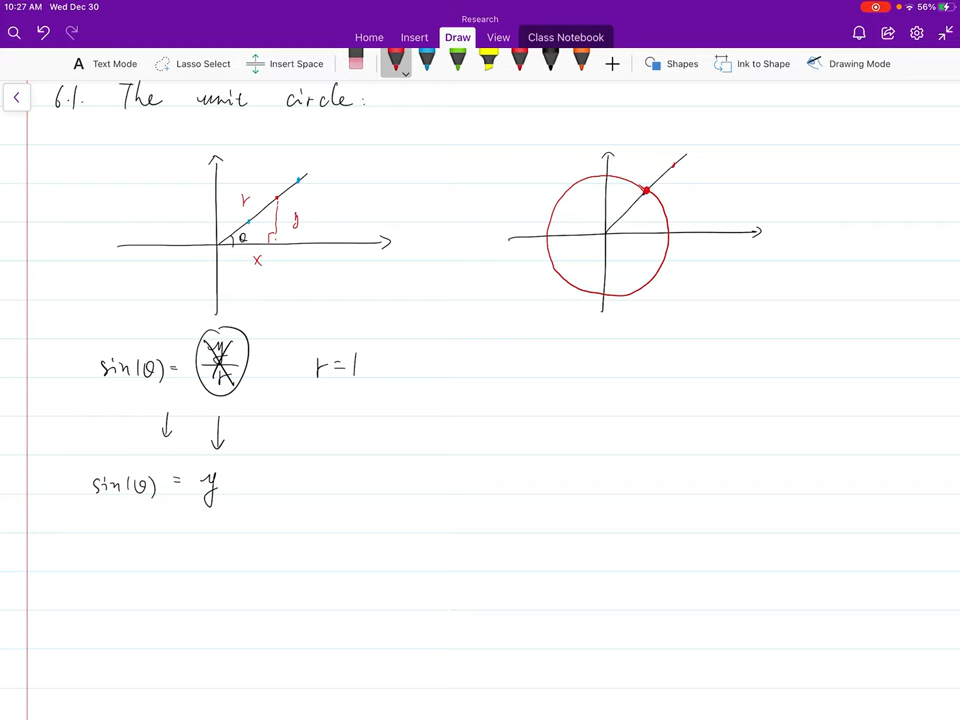 10:27 AM Wed Dec 30
56%
Research
Home Insert Draw View Class Notebook
A Text Mode Lasso Select Insert Space Shapes Ink to Shape Drawing Mode
6.1. The unit circle:
r
y
θ
x
sin(θ) = y/r r = 1
sin(θ) = y